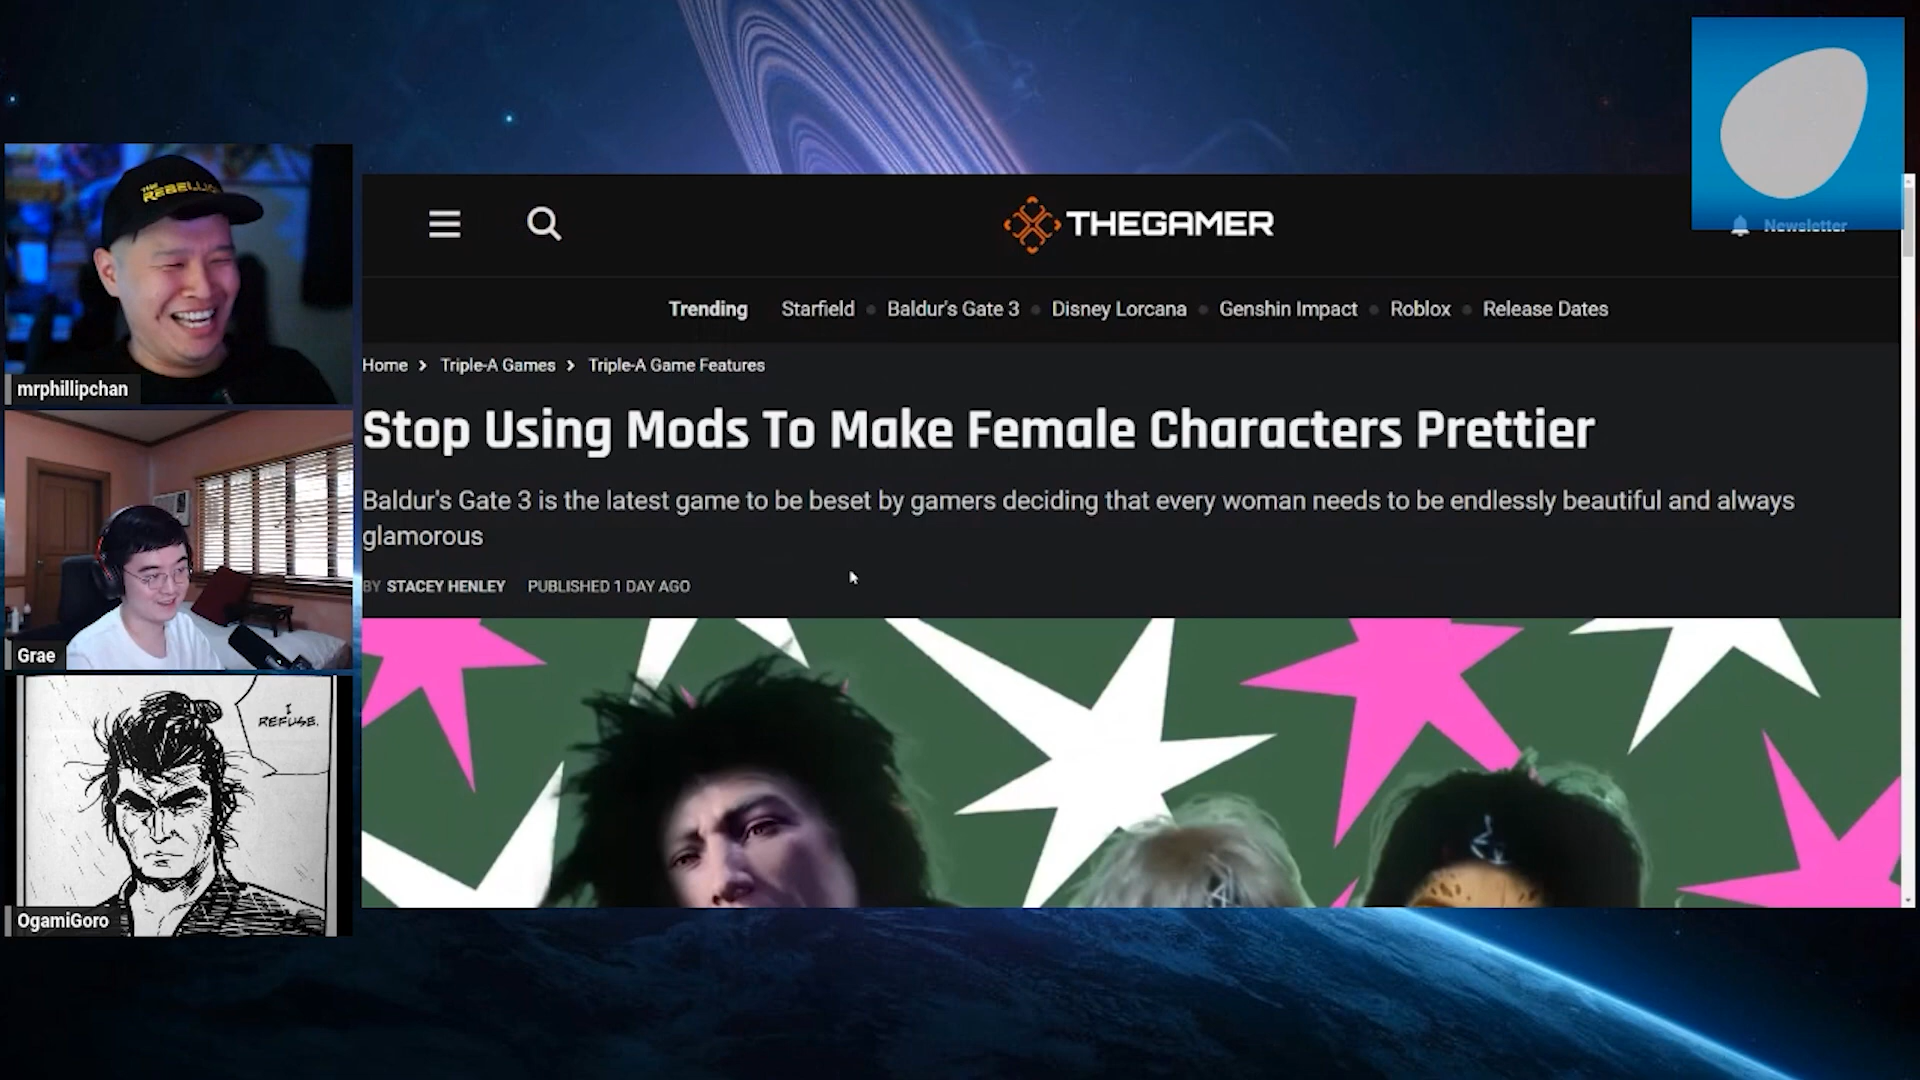 THE
REBELLI
mrphillipchan
Grae
I
REFUSE.
OgamiGoro
THEGAMER
Newsletter
Trending Starfield Baldur's Gate 3 Disney Lorcana Genshin Impact Roblox Release Dates
Home > Triple-A Games > Triple-A Game Features
Stop Using Mods To Make Female Characters Prettier
Baldur's Gate 3 is the latest game to be beset by gamers deciding that every woman needs to be endlessly beautiful and always
glamorous
BY STACEY HENLEY PUBLISHED 1 DAY AGO